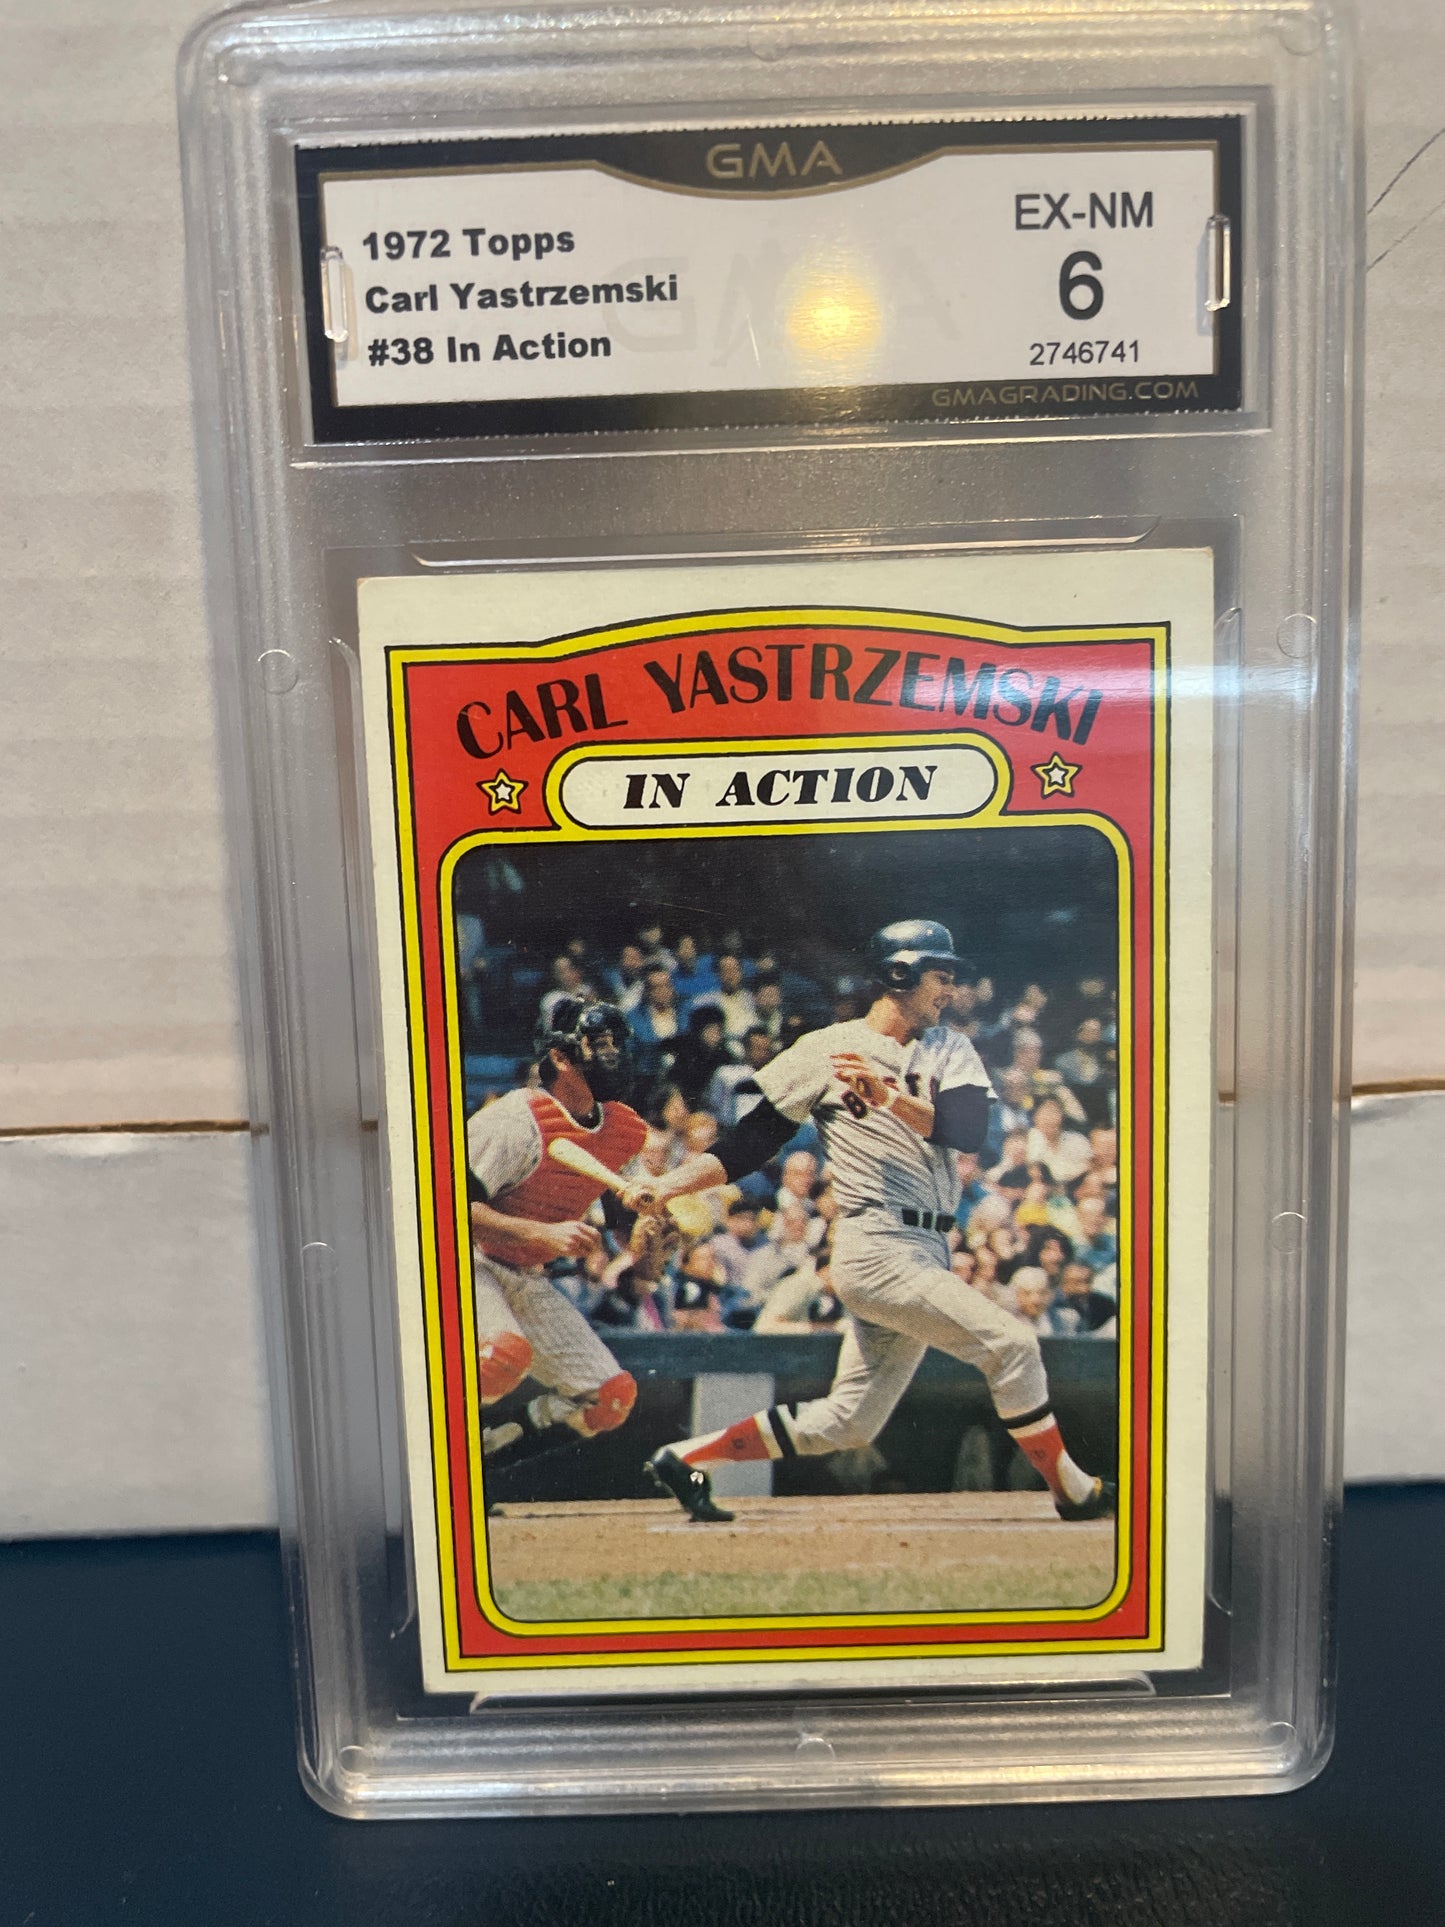 GMA
1972 Topps
Carl Yastrzemski
#38 In Action
EX-NM
6
2746741
GMAGRADING.COM
CARL YASTRZEMSKI
IN ACTION